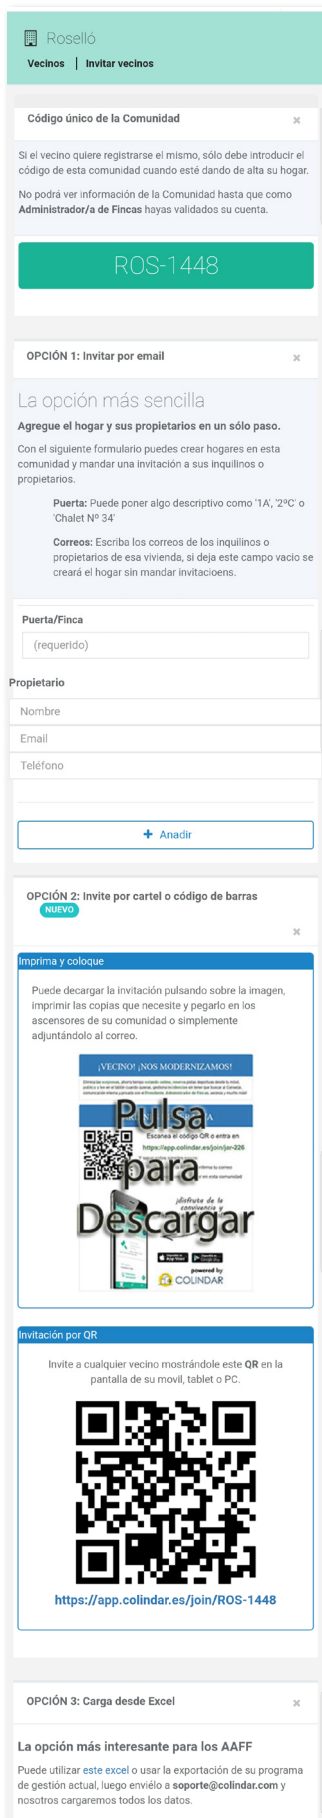 Roselló
Vecinos | Invitar vecinos
Código único de la Comunidad
Si el vecino quiere registrarse el mismo, sólo debe introducir el
código de esta comunidad cuando esté dando de alta su hogar.
No podrá ver información de la Comunidad hasta que como
Administrador/a de Fincas hayas validados su cuenta.
ROS-1448
OPCIÓN 1: Invitar por email
La opción más sencilla
Agregue el hogar y sus propietarios en un sólo paso.
Con el siguiente formulario puedes crear hogares en esta
comunidad y mandar una invitación a sus inquilinos o
propietarios.
Puerta: Puede poner algo descriptivo como '1A', '2ºC' o
'Chalet Nº 34'
Correos: Escriba los correos de los inquilinos o
propietarios de esa vivienda, si deja este campo vacio se
creará el hogar sin mandar invitacioens.
Puerta/Finca
(requerido)
Propietario
Nombre
Email
Teléfono
+ Anadir
OPCIÓN 2: Invite por cartel o código de barras
NUEVO
Imprima y coloque
Puede decargar la invitación pulsando sobre la imagen,
imprimir las copias que necesite y pegarlo en los
ascensores de su comunidad o simplemente
adjuntándolo al correo.
¡VECINO! ¡NOS MODERNIZAMOS!
Pulsa
Escanea el código QR o entra en
https://app.colindar.es/join/jar-226
para
¡disfruta de la
convivencia y
Descargar
App Store
Google Play
powered by
COLINDAR
Invitación por QR
Invite a cualquier vecino mostrándole este QR en la
pantalla de su movil, tablet o PC.
https://app.colindar.es/join/ROS-1448
OPCIÓN 3: Carga desde Excel
La opción más interesante para los AAFF
Puede utilizar este excel o usar la exportación de su programa
de gestión actual, luego enviélo a soporte@colindar.com y
nosotros cargaremos todos los datos.